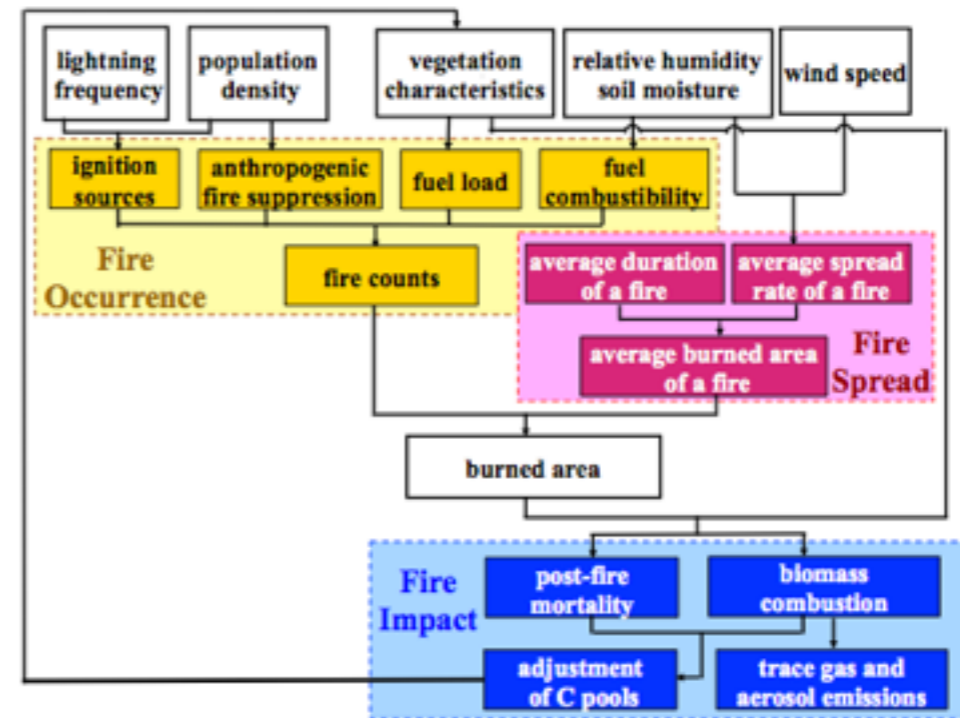 lightning
frequency
population
density
vegetation
characteristics
relative humidity
soil moisture
wind speed
ignition
sources
anthropogenic
fire suppression
fuel load
fuel
combustibility
Fire
Occurrence
fire counts
average duration
of a fire
average spread
rate of a fire
average burned area
of a fire
Fire
Spread
burned area
Fire
Impact
post-fire
mortality
biomass
combustion
adjustment
of C pools
trace gas and
aerosol emissions